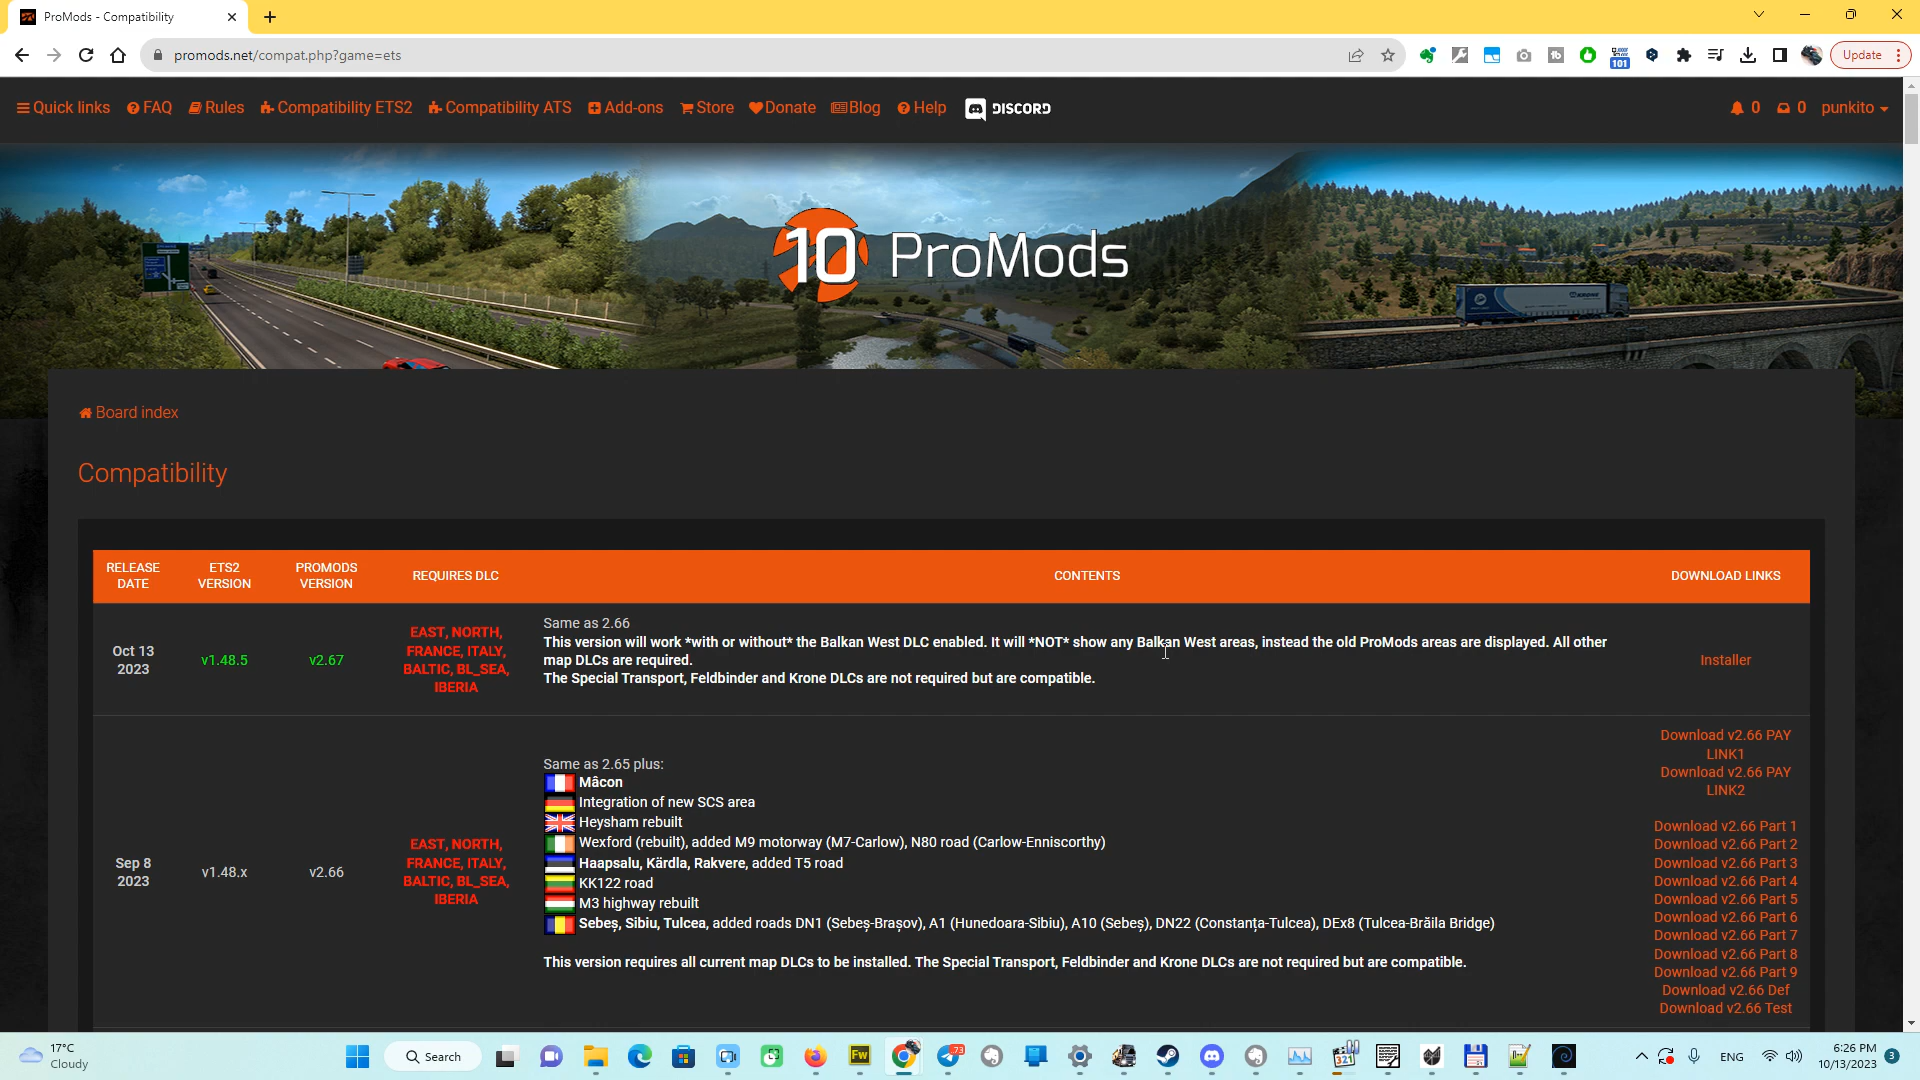 ProMods - Compatibility
promods.net/compat.php?game=ets
Update
Quick links
FAQ
Rules
Compatibility ETS2
Compatibility ATS
Add-ons
Store
Donate
Blog
Help
DISCORD
0
0
punkito
10 ProMods
Board index
Compatibility
RELEASE DATE
ETS2 VERSION
PROMODS VERSION
REQUIRES DLC
CONTENTS
DOWNLOAD LINKS
Oct 13
2023
v1.48.5
v2.67
EAST, NORTH,
FRANCE, ITALY,
BALTIC, BL_SEA,
IBERIA
Same as 2.66
This version will work *with or without* the Balkan West DLC enabled. It will *NOT* show any Balkan West areas, instead the old ProMods areas are displayed. All other
map DLCs are required.
The Special Transport, Feldbinder and Krone DLCs are not required but are compatible.
Installer
Sep 8
2023
v1.48.x
v2.66
EAST, NORTH,
FRANCE, ITALY,
BALTIC, BL_SEA,
IBERIA
Same as 2.65 plus:
Mâcon
Integration of new SCS area
Heysham rebuilt
Wexford (rebuilt), added M9 motorway (M7-Carlow), N80 road (Carlow-Enniscorthy)
Haapsalu, Kärdla, Rakvere, added T5 road
KK122 road
M3 highway rebuilt
Sebeș, Sibiu, Tulcea, added roads DN1 (Sebeș-Brașov), A1 (Hunedoara-Sibiu), A10 (Sebeș), DN22 (Constanța-Tulcea), DEx8 (Tulcea-Brăila Bridge)
This version requires all current map DLCs to be installed. The Special Transport, Feldbinder and Krone DLCs are not required but are compatible.
Download v2.66 PAY
LINK1
Download v2.66 PAY
LINK2
Download v2.66 Part 1
Download v2.66 Part 2
Download v2.66 Part 3
Download v2.66 Part 4
Download v2.66 Part 5
Download v2.66 Part 6
Download v2.66 Part 7
Download v2.66 Part 8
Download v2.66 Part 9
Download v2.66 Def
Download v2.66 Test
17°C
Cloudy
Search
Fw
73
321
ENG
6:26 PM
10/13/2023
3